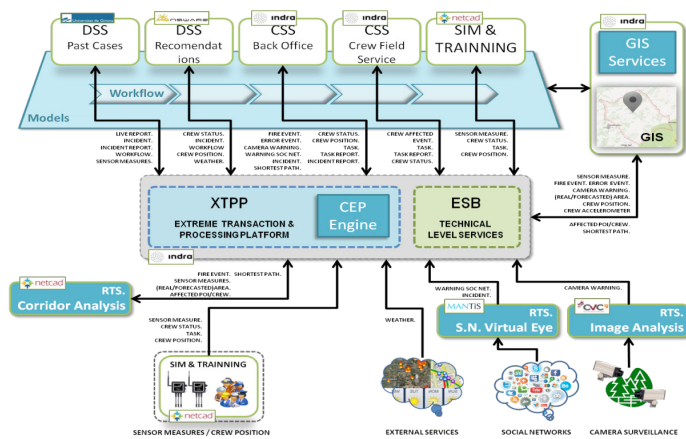 indra
netcad
indra
NEWARE
indra
indra
DSS
Past Cases
DSS
Recomendat
ions
CSS
Back Office
CSS
Crew Field
Service
SIM &
TRAINNING
GIS
Services
GIS
Workflow
Models
LIVE REPORT.
INCIDENT.
INCIDENT REPORT.
WORKFLOW.
SENSOR MEASURES.
CREW STATUS.
INCIDENT.
WORKFLOW
CREW POSITION.
WEATHER.
FIRE EVENT.
ERROR EVENT.
CAMERA WARNING.
WARNING SOC NET.
INCIDENT.
SHORTEST PATH.
CREW STATUS.
CREW POSITION.
TASK.
TASK REPORT.
INCIDENT REPORT.
CREW AFFECTED
EVENT.
TASK.
TASK REPORT.
CREW STATUS.
SENSOR MEASURE.
CREW STATUS.
TASK.
CREW POSITION.
SENSOR MEASURE.
FIRE EVENT. ERROR EVENT.
CAMERA WARNING.
(REAL/FORECASTED) AREA.
CREW POSITION.
CREW ACCELEROMETER
AFFECTED POI/CREW.
SHORTEST PATH.
XTPP
EXTREME TRANSACTION &
PROCESSING PLATFORM
CEP
Engine
ESB
TECHNICAL
LEVEL SERVICES
indra
netcad
RTS.
Corridor Analysis
FIRE EVENT. SHORTEST PATH.
SENSOR MEASURES.
(REAL/FORECASTED)AREA.
AFFECTED POI/CREW.
SENSOR MEASURE.
CREW STATUS.
TASK.
CREW POSITION.
WEATHER.
WARNING SOC NET.
INCIDENT.
CAMERA WARNING.
MANTIS
RTS.
S.N. Virtual Eye
CVC
RTS.
Image Analysis
SIM & TRAINNING
netcad
SENSOR MEASURES / CREW POSITION
EXTERNAL SERVICES
SOCIAL NETWORKS
CAMERA SURVEILLANCE